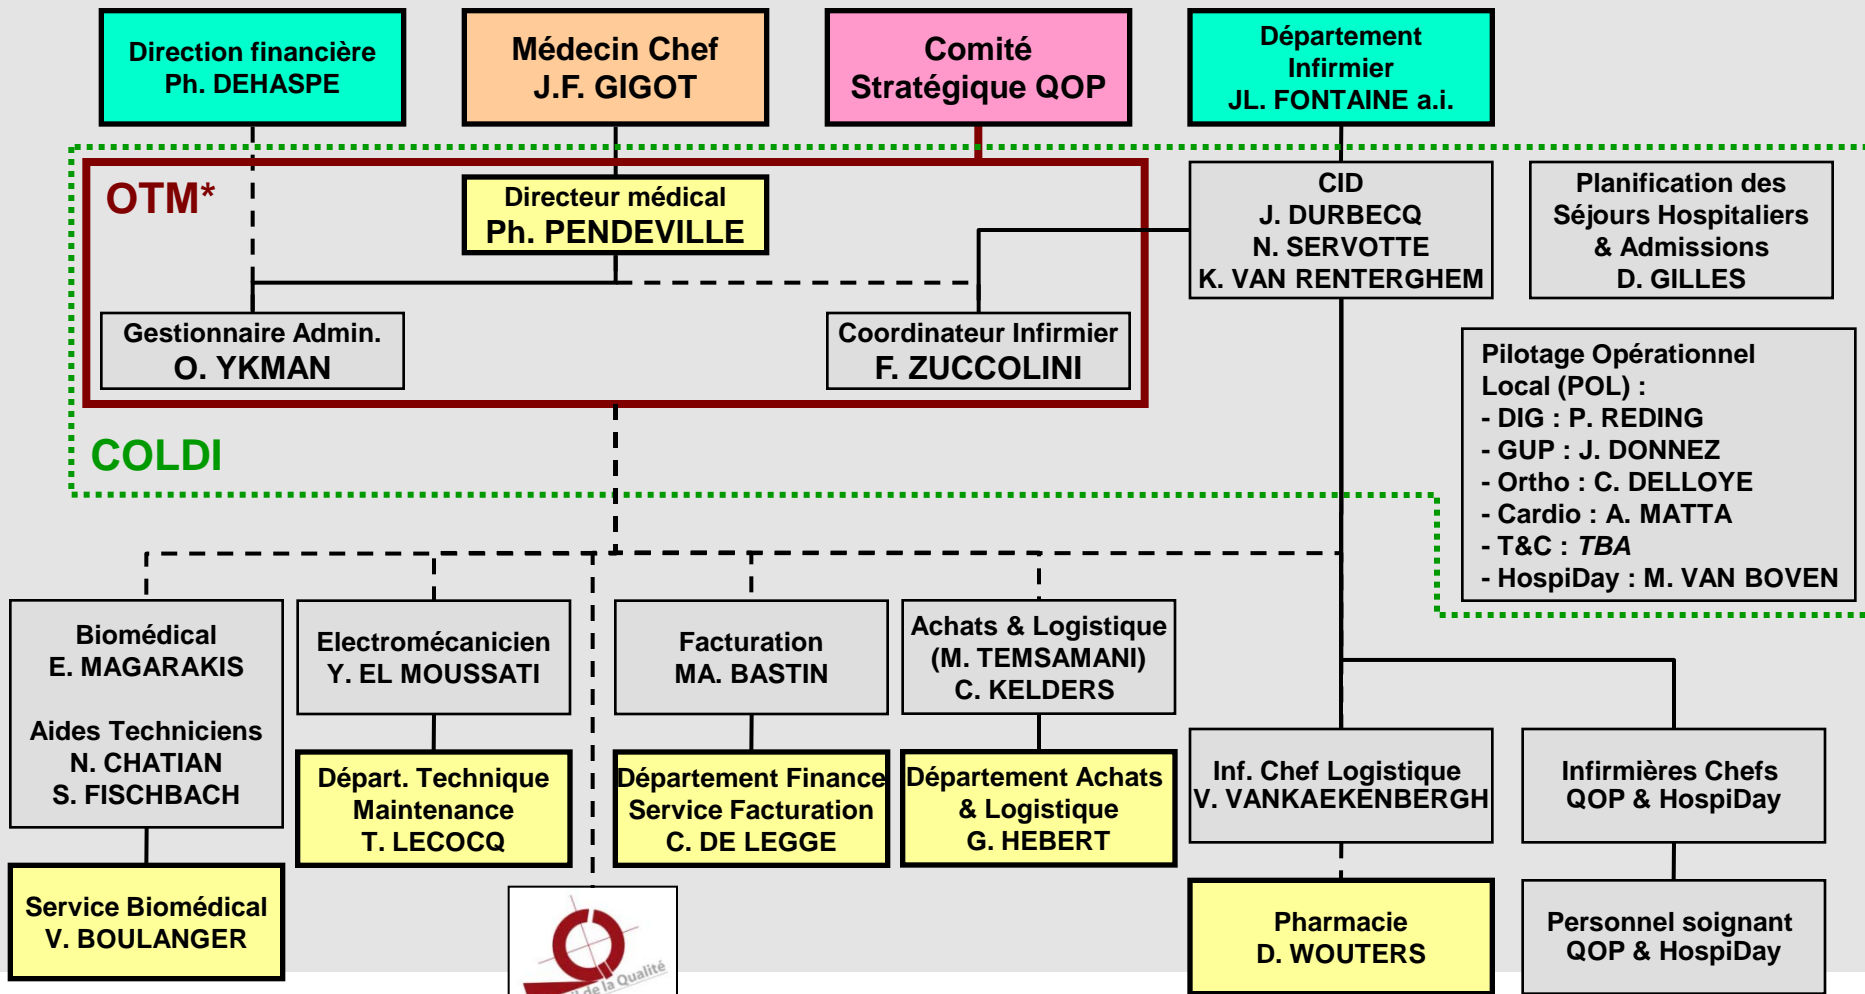 Direction financière
Ph. DEHASPE
Médecin Chef
J.F. GIGOT
Comité
Stratégique QOP
Département
Infirmier
JL. FONTAINE a.i.
OTM*
Directeur médical
Ph. PENDEVILLE
CID
J. DURBECQ
N. SERVOTTE
K. VAN RENTERGHEM
Planification des
Séjours Hospitaliers
& Admissions
D. GILLES
Gestionnaire Admin.
O. YKMAN
Coordinateur Infirmier
F. ZUCCOLINI
COLDI
Pilotage Opérationnel
Local (POL) :
- DIG : P. REDING
- GUP : J. DONNEZ
- Ortho : C. DELLOYE
- Cardio : A. MATTA
- T&C : TBA
- HospiDay : M. VAN BOVEN
Biomédical
E. MAGARAKIS
Aides Techniciens
N. CHATIAN
S. FISCHBACH
Electromécanicien
Y. EL MOUSSATI
Facturation
MA. BASTIN
Achats & Logistique
(M. TEMSAMANI)
C. KELDERS
Départ. Technique
Maintenance
T. LECOCQ
Département Finance
Service Facturation
C. DE LEGGE
Département Achats
& Logistique
G. HEBERT
Inf. Chef Logistique
V. VANKAEKENBERGH
Infirmières Chefs
QOP & HospiDay
Service Biomédical
V. BOULANGER
de la Qualité
Pharmacie
D. WOUTERS
Personnel soignant
QOP & HospiDay